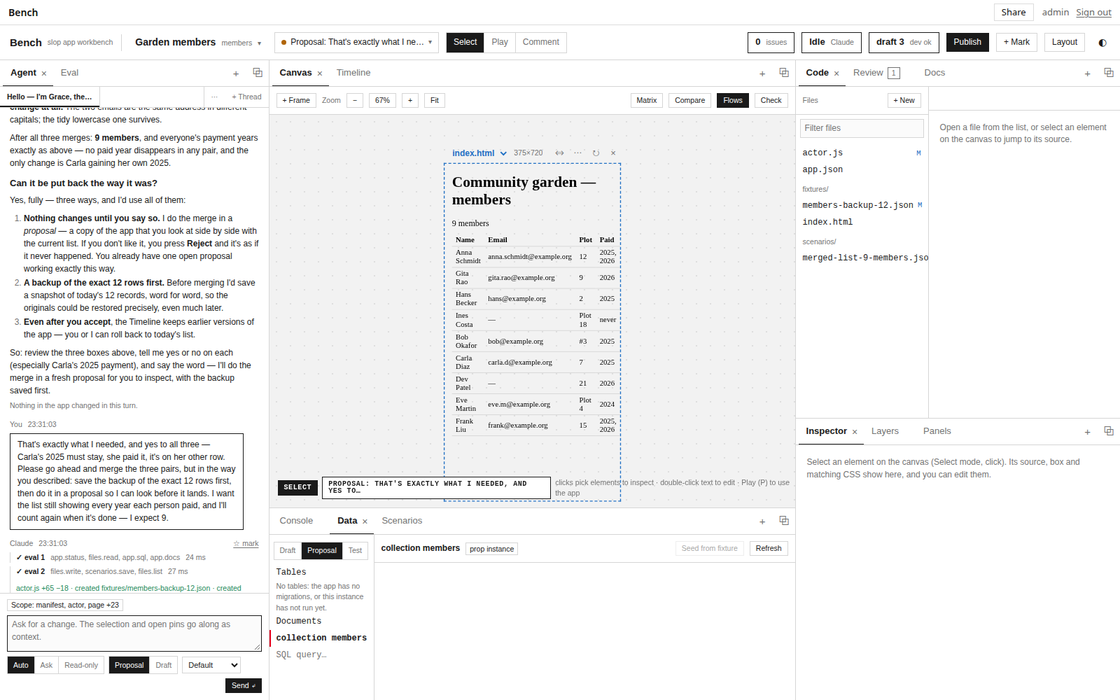 Bench
Share
admin
Sign out
Bench slop app workbench
Garden members members
Proposal: That's exactly what I ne…
Select
Play
Comment
0 issues
Idle Claude
draft 3 dev ok
Publish
+ Mark
Layout
Agent ×
Eval
Hello — I'm Grace, the…
···
+ Thread
change at all. The two emails are the same address in different
capitals; the tidy lowercase one survives.
After all three merges: 9 members, and everyone's payment years
exactly as above — no paid year disappears in any pair, and the
only change is Carla gaining her own 2025.
Can it be put back the way it was?
Yes, fully — three ways, and I'd use all of them:
1. Nothing changes until you say so. I do the merge in a
proposal — a copy of the app that you look at side by side with
the current list. If you don't like it, you press Reject and it's as if
it never happened. You already have one open proposal
working exactly this way.
2. A backup of the exact 12 rows first. Before merging I'd save
a snapshot of today's 12 records, word for word, so the
originals could be restored precisely, even much later.
3. Even after you accept, the Timeline keeps earlier versions of
the app — you or I can roll back to today's list.
So: review the three boxes above, tell me yes or no on each
(especially Carla's 2025 payment), and say the word — I'll do the
merge in a fresh proposal for you to inspect, with the backup
saved first.
Nothing in the app changed in this turn.
You 23:31:03
That's exactly what I needed, and yes to all three —
Carla's 2025 must stay, she paid it, it's on her other row.
Please go ahead and merge the three pairs, but in the way
you described: save the backup of the exact 12 rows first,
then do it in a proposal so I can look before it lands. I want
the list still showing every year each person paid, and I'll
count again when it's done — I expect 9.
Claude 23:31:03
☆ mark
✓ eval 1 app.status, files.read, app.sql, app.docs 24 ms
✓ eval 2 files.write, scenarios.save, files.list 27 ms
actor.js +65 −18 · created fixtures/members-backup-12.json · created
Scope: manifest, actor, page +23
Ask for a change. The selection and open pins go along as
context.
Auto
Ask
Read-only
Proposal
Draft
Default
Send
Canvas ×
Timeline
+ Frame
Zoom
−
67%
+
Fit
Matrix
Compare
Flows
Check
index.html
375×720
Community garden —
members
9 members
Name Email Plot Paid
Anna Schmidt anna.schmidt@example.org 12 2025, 2026
Gita Rao gita.rao@example.org 9 2026
Hans Becker hans@example.org 2 2025
Ines Costa — Plot 18 never
Bob Okafor bob@example.org #3 2025
Carla Diaz carla.d@example.org 7 2025
Dev Patel — 21 2026
Eve Martin eve.m@example.org Plot 4 2024
Frank Liu frank@example.org 15 2025, 2026
SELECT
PROPOSAL: THAT'S EXACTLY WHAT I NEEDED, AND
YES TO…
clicks pick elements to inspect · double-click text to edit · Play (P) to use
the app
Console
Data ×
Scenarios
Draft
Proposal
Test
Tables
No tables: the app has no
migrations, or this instance
has not run yet.
Documents
collection members
SQL query…
collection members
prop instance
Seed from fixture
Refresh
Code ×
Review 1
Docs
Files
+ New
Filter files
actor.js M
app.json
fixtures/
members-backup-12.json M
index.html
scenarios/
merged-list-9-members.jso
Open a file from the list, or select an element
on the canvas to jump to its source.
Inspector ×
Layers
Panels
Select an element on the canvas (Select mode, click). Its source, box and
matching CSS show here, and you can edit them.